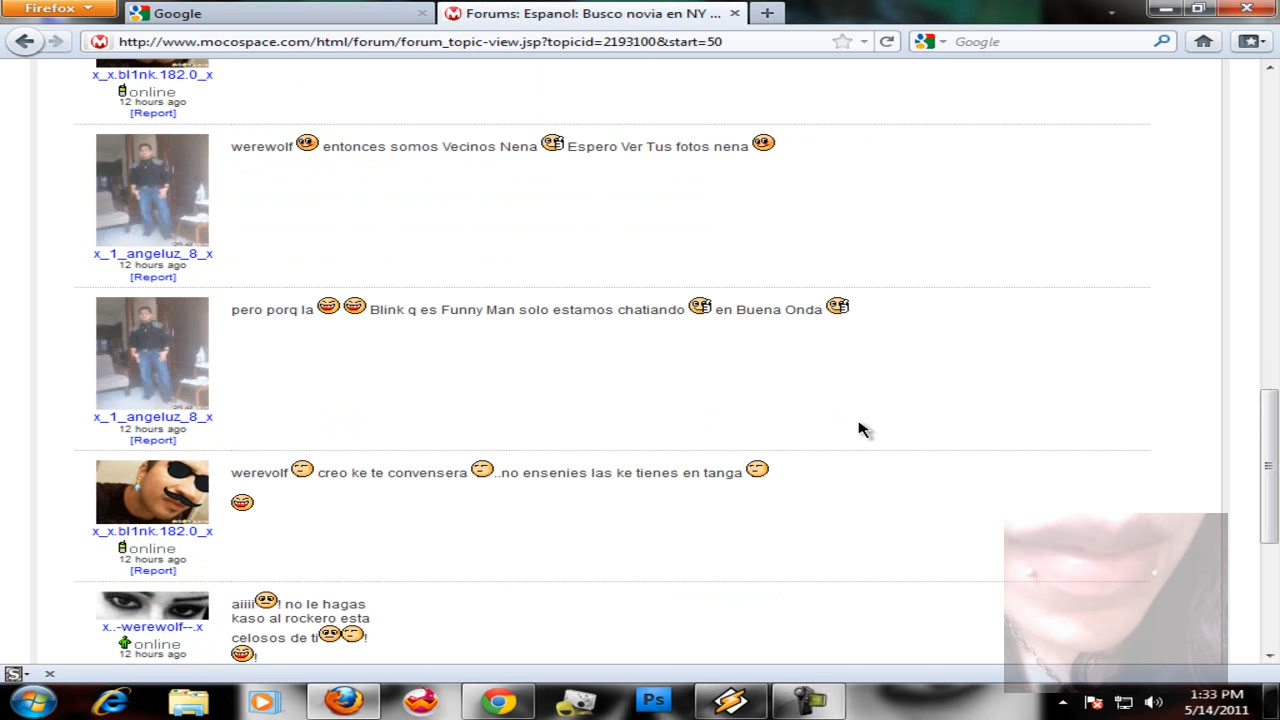 Firefox
Google
Forums: Espanol: Busco novia en NY ...
http://www.mocospace.com/html/forum/forum_topic-view.jsp?topicid=2193100&start=50
Google
x_x.bl1nk.182.0_x
online
12 hours ago
[Report]
werewolf entonces somos Vecinos Nena Espero Ver Tus fotos nena
x_1_angeluz_8_x
12 hours ago
[Report]
pero porq la Blink q es Funny Man solo estamos chatiando en Buena Onda
x_1_angeluz_8_x
12 hours ago
[Report]
werevolf creo ke te convensera ..no ensenies las ke tienes en tanga
x_x.bl1nk.182.0_x
online
12 hours ago
[Report]
aiiii ! no le hagas
kaso al rockero esta
celosos de ti !
!
x..-werewolf--.x
online
12 hours ago
S
x
Ps
1:33 PM
5/14/2011